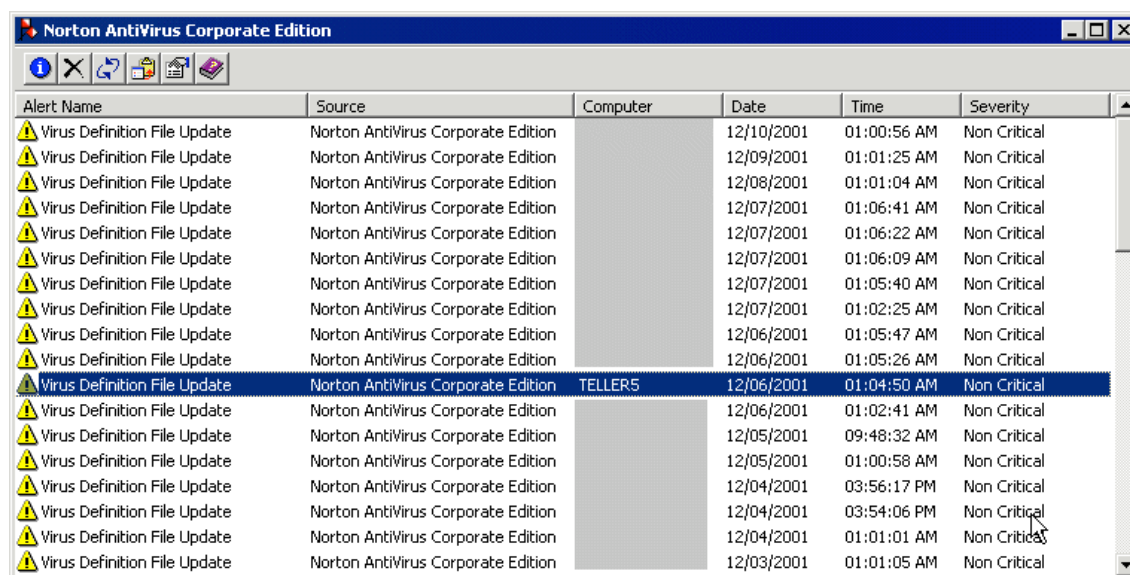 Norton AntiVirus Corporate Edition
Alert Name Source Computer Date Time Severity
Virus Definition File Update Norton AntiVirus Corporate Edition 12/10/2001 01:00:56 AM Non Critical
Virus Definition File Update Norton AntiVirus Corporate Edition 12/09/2001 01:01:25 AM Non Critical
Virus Definition File Update Norton AntiVirus Corporate Edition 12/08/2001 01:01:04 AM Non Critical
Virus Definition File Update Norton AntiVirus Corporate Edition 12/07/2001 01:06:41 AM Non Critical
Virus Definition File Update Norton AntiVirus Corporate Edition 12/07/2001 01:06:22 AM Non Critical
Virus Definition File Update Norton AntiVirus Corporate Edition 12/07/2001 01:06:09 AM Non Critical
Virus Definition File Update Norton AntiVirus Corporate Edition 12/07/2001 01:05:40 AM Non Critical
Virus Definition File Update Norton AntiVirus Corporate Edition 12/07/2001 01:02:25 AM Non Critical
Virus Definition File Update Norton AntiVirus Corporate Edition 12/06/2001 01:05:47 AM Non Critical
Virus Definition File Update Norton AntiVirus Corporate Edition 12/06/2001 01:05:26 AM Non Critical
Virus Definition File Update Norton AntiVirus Corporate Edition TELLER5 12/06/2001 01:04:50 AM Non Critical
Virus Definition File Update Norton AntiVirus Corporate Edition 12/06/2001 01:02:41 AM Non Critical
Virus Definition File Update Norton AntiVirus Corporate Edition 12/05/2001 09:48:32 AM Non Critical
Virus Definition File Update Norton AntiVirus Corporate Edition 12/05/2001 01:00:58 AM Non Critical
Virus Definition File Update Norton AntiVirus Corporate Edition 12/04/2001 03:56:17 PM Non Critical
Virus Definition File Update Norton AntiVirus Corporate Edition 12/04/2001 03:54:06 PM Non Critical
Virus Definition File Update Norton AntiVirus Corporate Edition 12/04/2001 01:01:01 AM Non Critical
Virus Definition File Update Norton AntiVirus Corporate Edition 12/03/2001 01:01:05 AM Non Critical